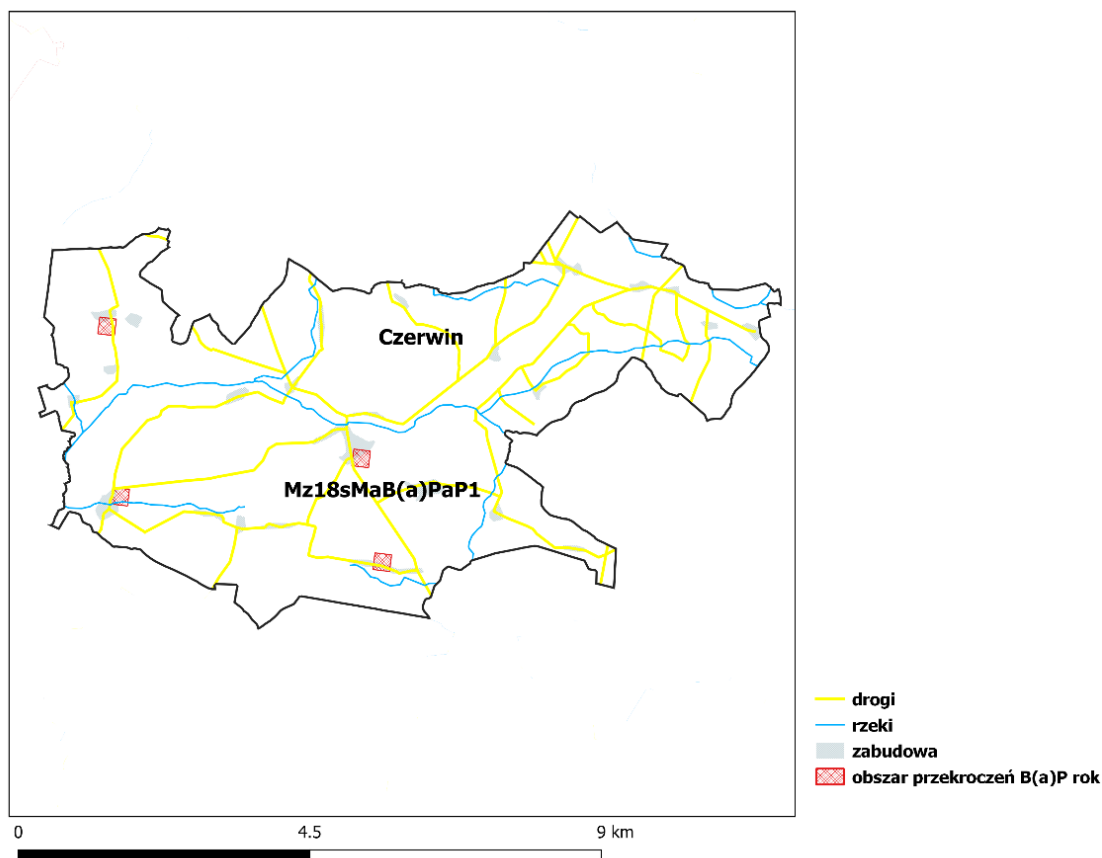 Czerwin
Mz18sMaB(a)PaP1
drogi
rzeki
zabudowa
obszar przekroczeń B(a)P rok
0 4.5 9 km